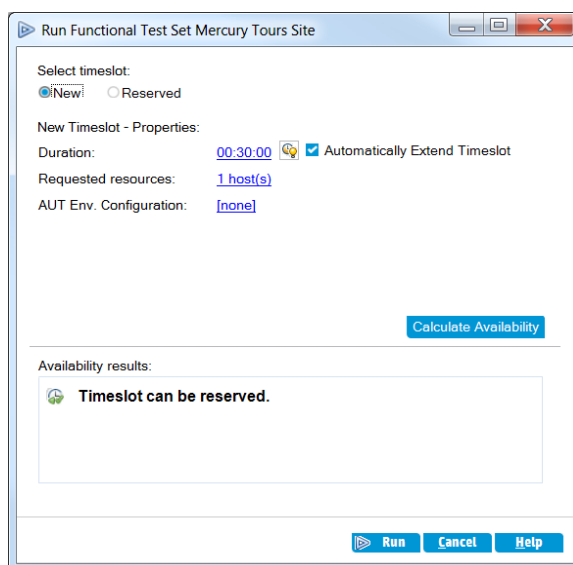 Run Functional Test Set Mercury Tours Site
Select timeslot:
New Reserved
New Timeslot - Properties:
Duration: 00:30:00 Automatically Extend Timeslot
Requested resources: 1 host(s)
AUT Env. Configuration: [none]
Calculate Availability
Availability results:
Timeslot can be reserved.
Run Cancel Help